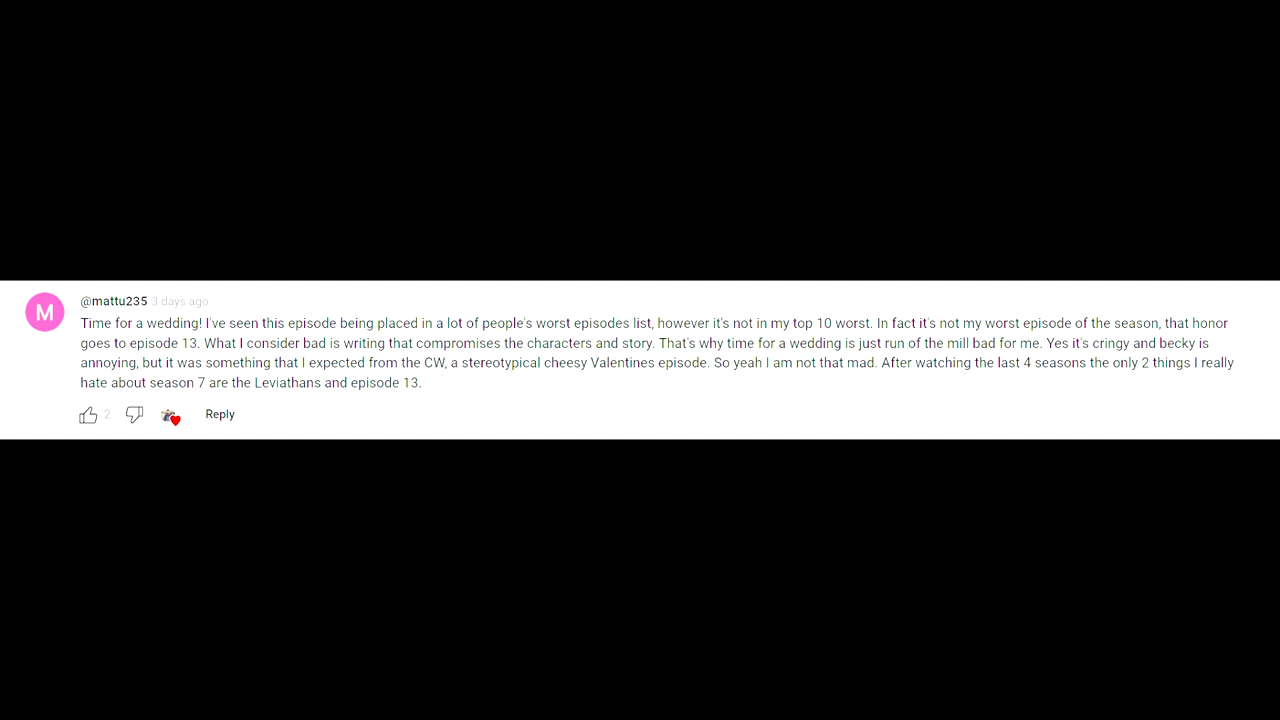 M
@mattu235 3 days ago
Time for a wedding! I've seen this episode being placed in a lot of people's worst episodes list, however it's not in my top 10 worst. In fact it's not my worst episode of the season, that honor
goes to episode 13. What I consider bad is writing that compromises the characters and story. That's why time for a wedding is just run of the mill bad for me. Yes it's cringy and becky is
annoying, but it was something that I expected from the CW, a stereotypical cheesy Valentines episode. So yeah I am not that mad. After watching the last 4 seasons the only 2 things I really
hate about season 7 are the Leviathans and episode 13.
2 Reply